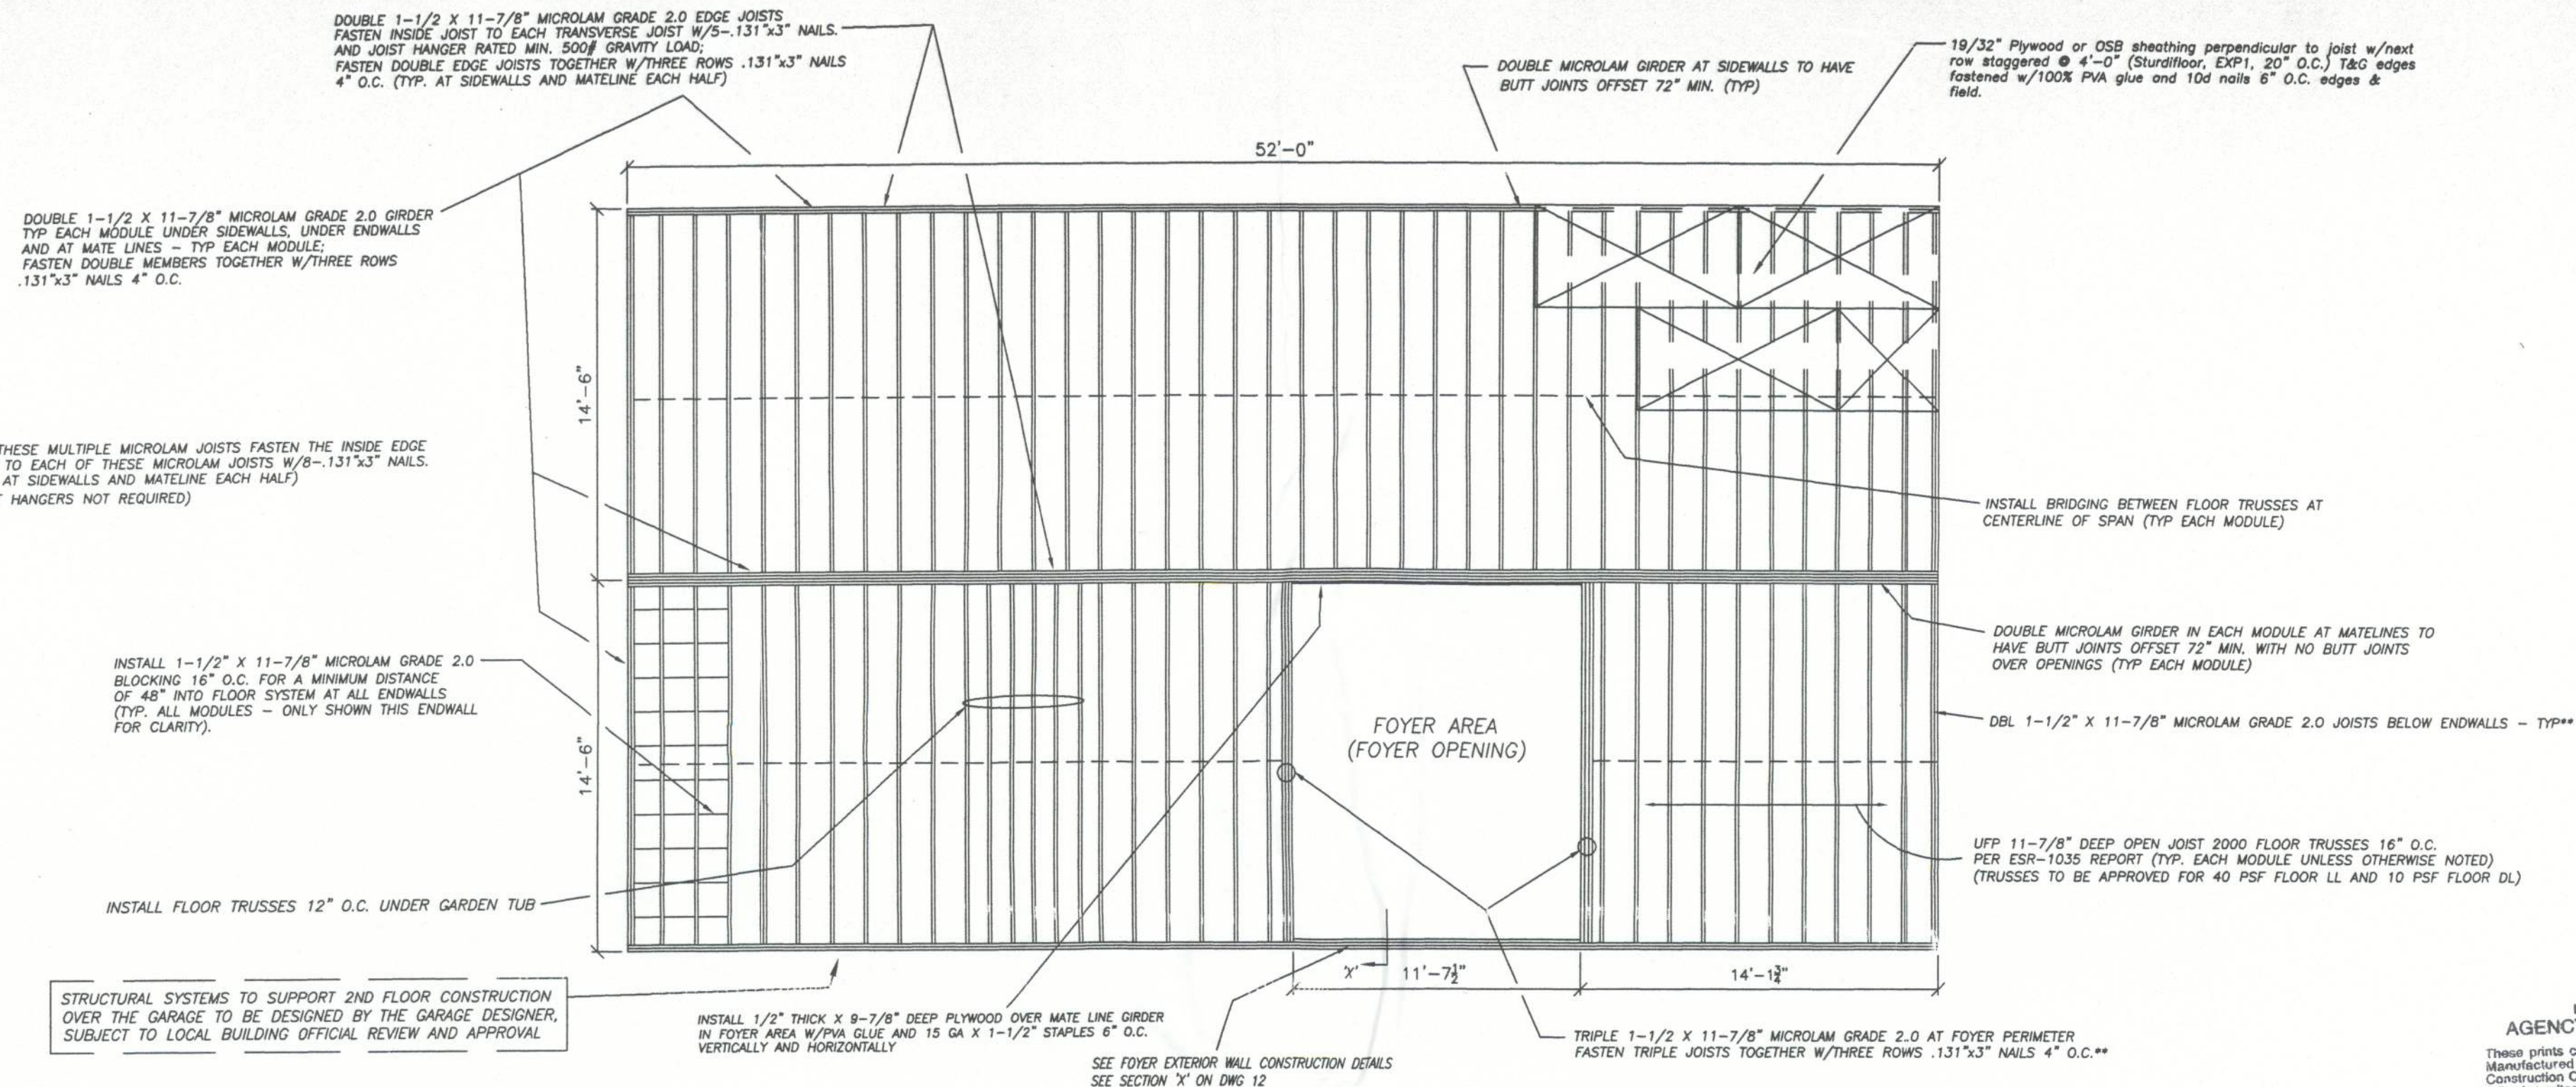 DOUBLE 1-1/2 X 11-7/8" MICROLAM GRADE 2.0 EDGE JOISTS
FASTEN INSIDE JOIST TO EACH TRANSVERSE JOIST W/5-.131"x3" NAILS.
AND JOIST HANGER RATED MIN. 500# GRAVITY LOAD;
FASTEN DOUBLE EDGE JOISTS TOGETHER W/THREE ROWS .131"x3" NAILS
4" O.C. (TYP. AT SIDEWALLS AND MATELINE EACH HALF)
DOUBLE MICROLAM GIRDER AT SIDEWALLS TO HAVE
BUTT JOINTS OFFSET 72" MIN. (TYP)
19/32" Plywood or OSB sheathing perpendicular to joist w/next
row staggered @ 4'-0" (Sturdifloor, EXP1, 20" O.C.) T&G edges
fastened w/100% PVA glue and 10d nails 6" O.C. edges &
field.
52'-0"
DOUBLE 1-1/2 X 11-7/8" MICROLAM GRADE 2.0 GIRDER
TYP EACH MODULE UNDER SIDEWALLS, UNDER ENDWALLS
AND AT MATE LINES - TYP EACH MODULE;
FASTEN DOUBLE MEMBERS TOGETHER W/THREE ROWS
.131"x3" NAILS 4" O.C.
14'-6"
THESE MULTIPLE MICROLAM JOISTS FASTEN THE INSIDE EDGE
TO EACH OF THESE MICROLAM JOISTS W/8-.131"x3" NAILS.
AT SIDEWALLS AND MATELINE EACH HALF)
HANGERS NOT REQUIRED)
INSTALL BRIDGING BETWEEN FLOOR TRUSSES AT
CENTERLINE OF SPAN (TYP EACH MODULE)
DOUBLE MICROLAM GIRDER IN EACH MODULE AT MATELINES TO
HAVE BUTT JOINTS OFFSET 72" MIN. WITH NO BUTT JOINTS
OVER OPENINGS (TYP EACH MODULE)
INSTALL 1-1/2" X 11-7/8" MICROLAM GRADE 2.0
BLOCKING 16" O.C. FOR A MINIMUM DISTANCE
OF 48" INTO FLOOR SYSTEM AT ALL ENDWALLS
(TYP. ALL MODULES - ONLY SHOWN THIS ENDWALL
FOR CLARITY).
14'-6"
FOYER AREA
(FOYER OPENING)
DBL 1-1/2" X 11-7/8" MICROLAM GRADE 2.0 JOISTS BELOW ENDWALLS - TYP**
UFP 11-7/8" DEEP OPEN JOIST 2000 FLOOR TRUSSES 16" O.C.
PER ESR-1035 REPORT (TYP. EACH MODULE UNLESS OTHERWISE NOTED)
(TRUSSES TO BE APPROVED FOR 40 PSF FLOOR LL AND 10 PSF FLOOR DL)
INSTALL FLOOR TRUSSES 12" O.C. UNDER GARDEN TUB
'X'
11'-7½"
14'-1¾"
STRUCTURAL SYSTEMS TO SUPPORT 2ND FLOOR CONSTRUCTION
OVER THE GARAGE TO BE DESIGNED BY THE GARAGE DESIGNER,
SUBJECT TO LOCAL BUILDING OFFICIAL REVIEW AND APPROVAL
INSTALL 1/2" THICK X 9-7/8" DEEP PLYWOOD OVER MATE LINE GIRDER
IN FOYER AREA W/PVA GLUE AND 15 GA X 1-1/2" STAPLES 6" O.C.
VERTICALLY AND HORIZONTALLY
SEE FOYER EXTERIOR WALL CONSTRUCTION DETAILS
SEE SECTION 'X' ON DWG 12
TRIPLE 1-1/2 X 11-7/8" MICROLAM GRADE 2.0 AT FOYER PERIMETER
FASTEN TRIPLE JOISTS TOGETHER W/THREE ROWS .131"x3" NAILS 4" O.C.**
AGENC
These prints c
Manufactured
Construction C